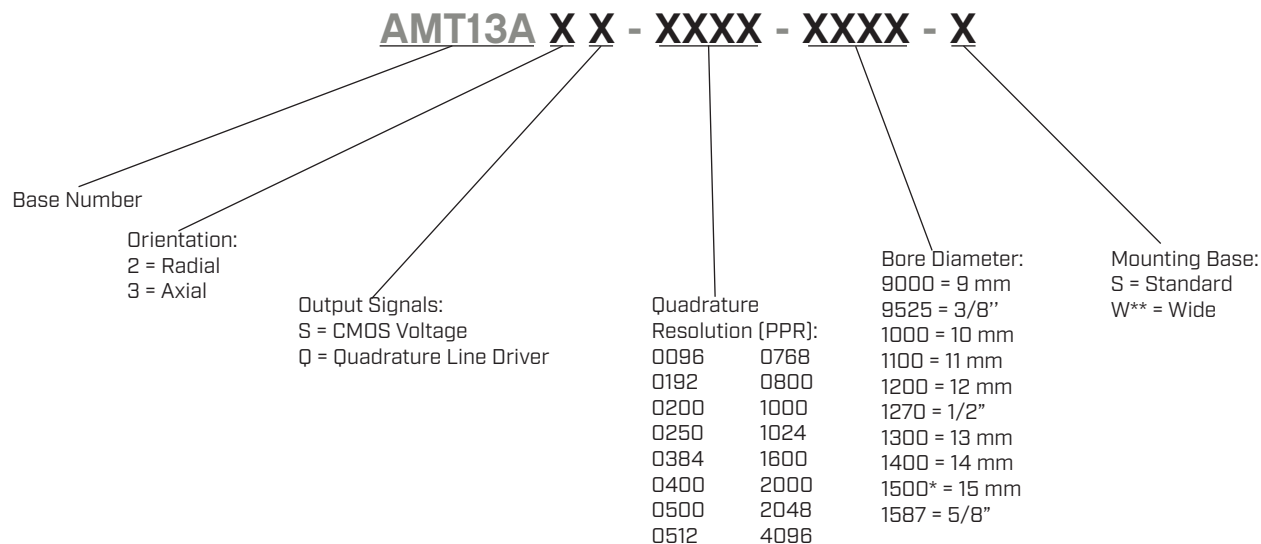 AMT13A X X - XXXX - XXXX - X
Base Number
Orientation:
2 = Radial
3 = Axial
Output Signals:
S = CMOS Voltage
Q = Quadrature Line Driver
Quadrature
Resolution (PPR):
0096 0768
0192 0800
0200 1000
0250 1024
0384 1600
0400 2000
0500 2048
0512 4096
Bore Diameter:
9000 = 9 mm
9525 = 3/8’’
1000 = 10 mm
1100 = 11 mm
1200 = 12 mm
1270 = 1/2”
1300 = 13 mm
1400 = 14 mm
1500* = 15 mm
1587 = 5/8”
Mounting Base:
S = Standard
W** = Wide